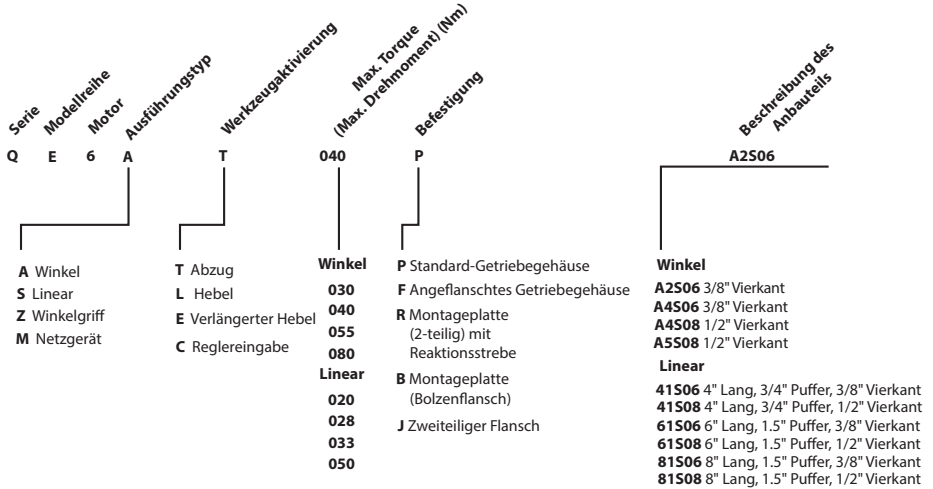 Serie
Modellreihe
Motor
Ausführungstyp
Werkzeugaktivierung
Max. Torque
(Max. Drehmoment) (Nm)
Befestigung
Beschreibung des
Anbauteils
Q E 6 A T 040 P A2S06
A Winkel
S Linear
Z Winkelgriff
M Netzgerät
T Abzug
L Hebel
E Verlängerter Hebel
C Reglereingabe
Winkel
030
040
055
080
Linear
020
028
033
050
P Standard-Getriebegehäuse
F Angeflanschtes Getriebegehäuse
R Montageplatte
(2-teilig) mit
Reaktionsstrebe
B Montageplatte
(Bolzenflansch)
J Zweiteiliger Flansch
Winkel
A2S06 3/8" Vierkant
A4S06 3/8" Vierkant
A4S08 1/2" Vierkant
A5S08 1/2" Vierkant
Linear
41S06 4" Lang, 3/4" Puffer, 3/8" Vierkant
41S08 4" Lang, 3/4" Puffer, 1/2" Vierkant
61S06 6" Lang, 1.5" Puffer, 3/8" Vierkant
61S08 6" Lang, 1.5" Puffer, 1/2" Vierkant
81S06 8" Lang, 1.5" Puffer, 3/8" Vierkant
81S08 8" Lang, 1.5" Puffer, 1/2" Vierkant